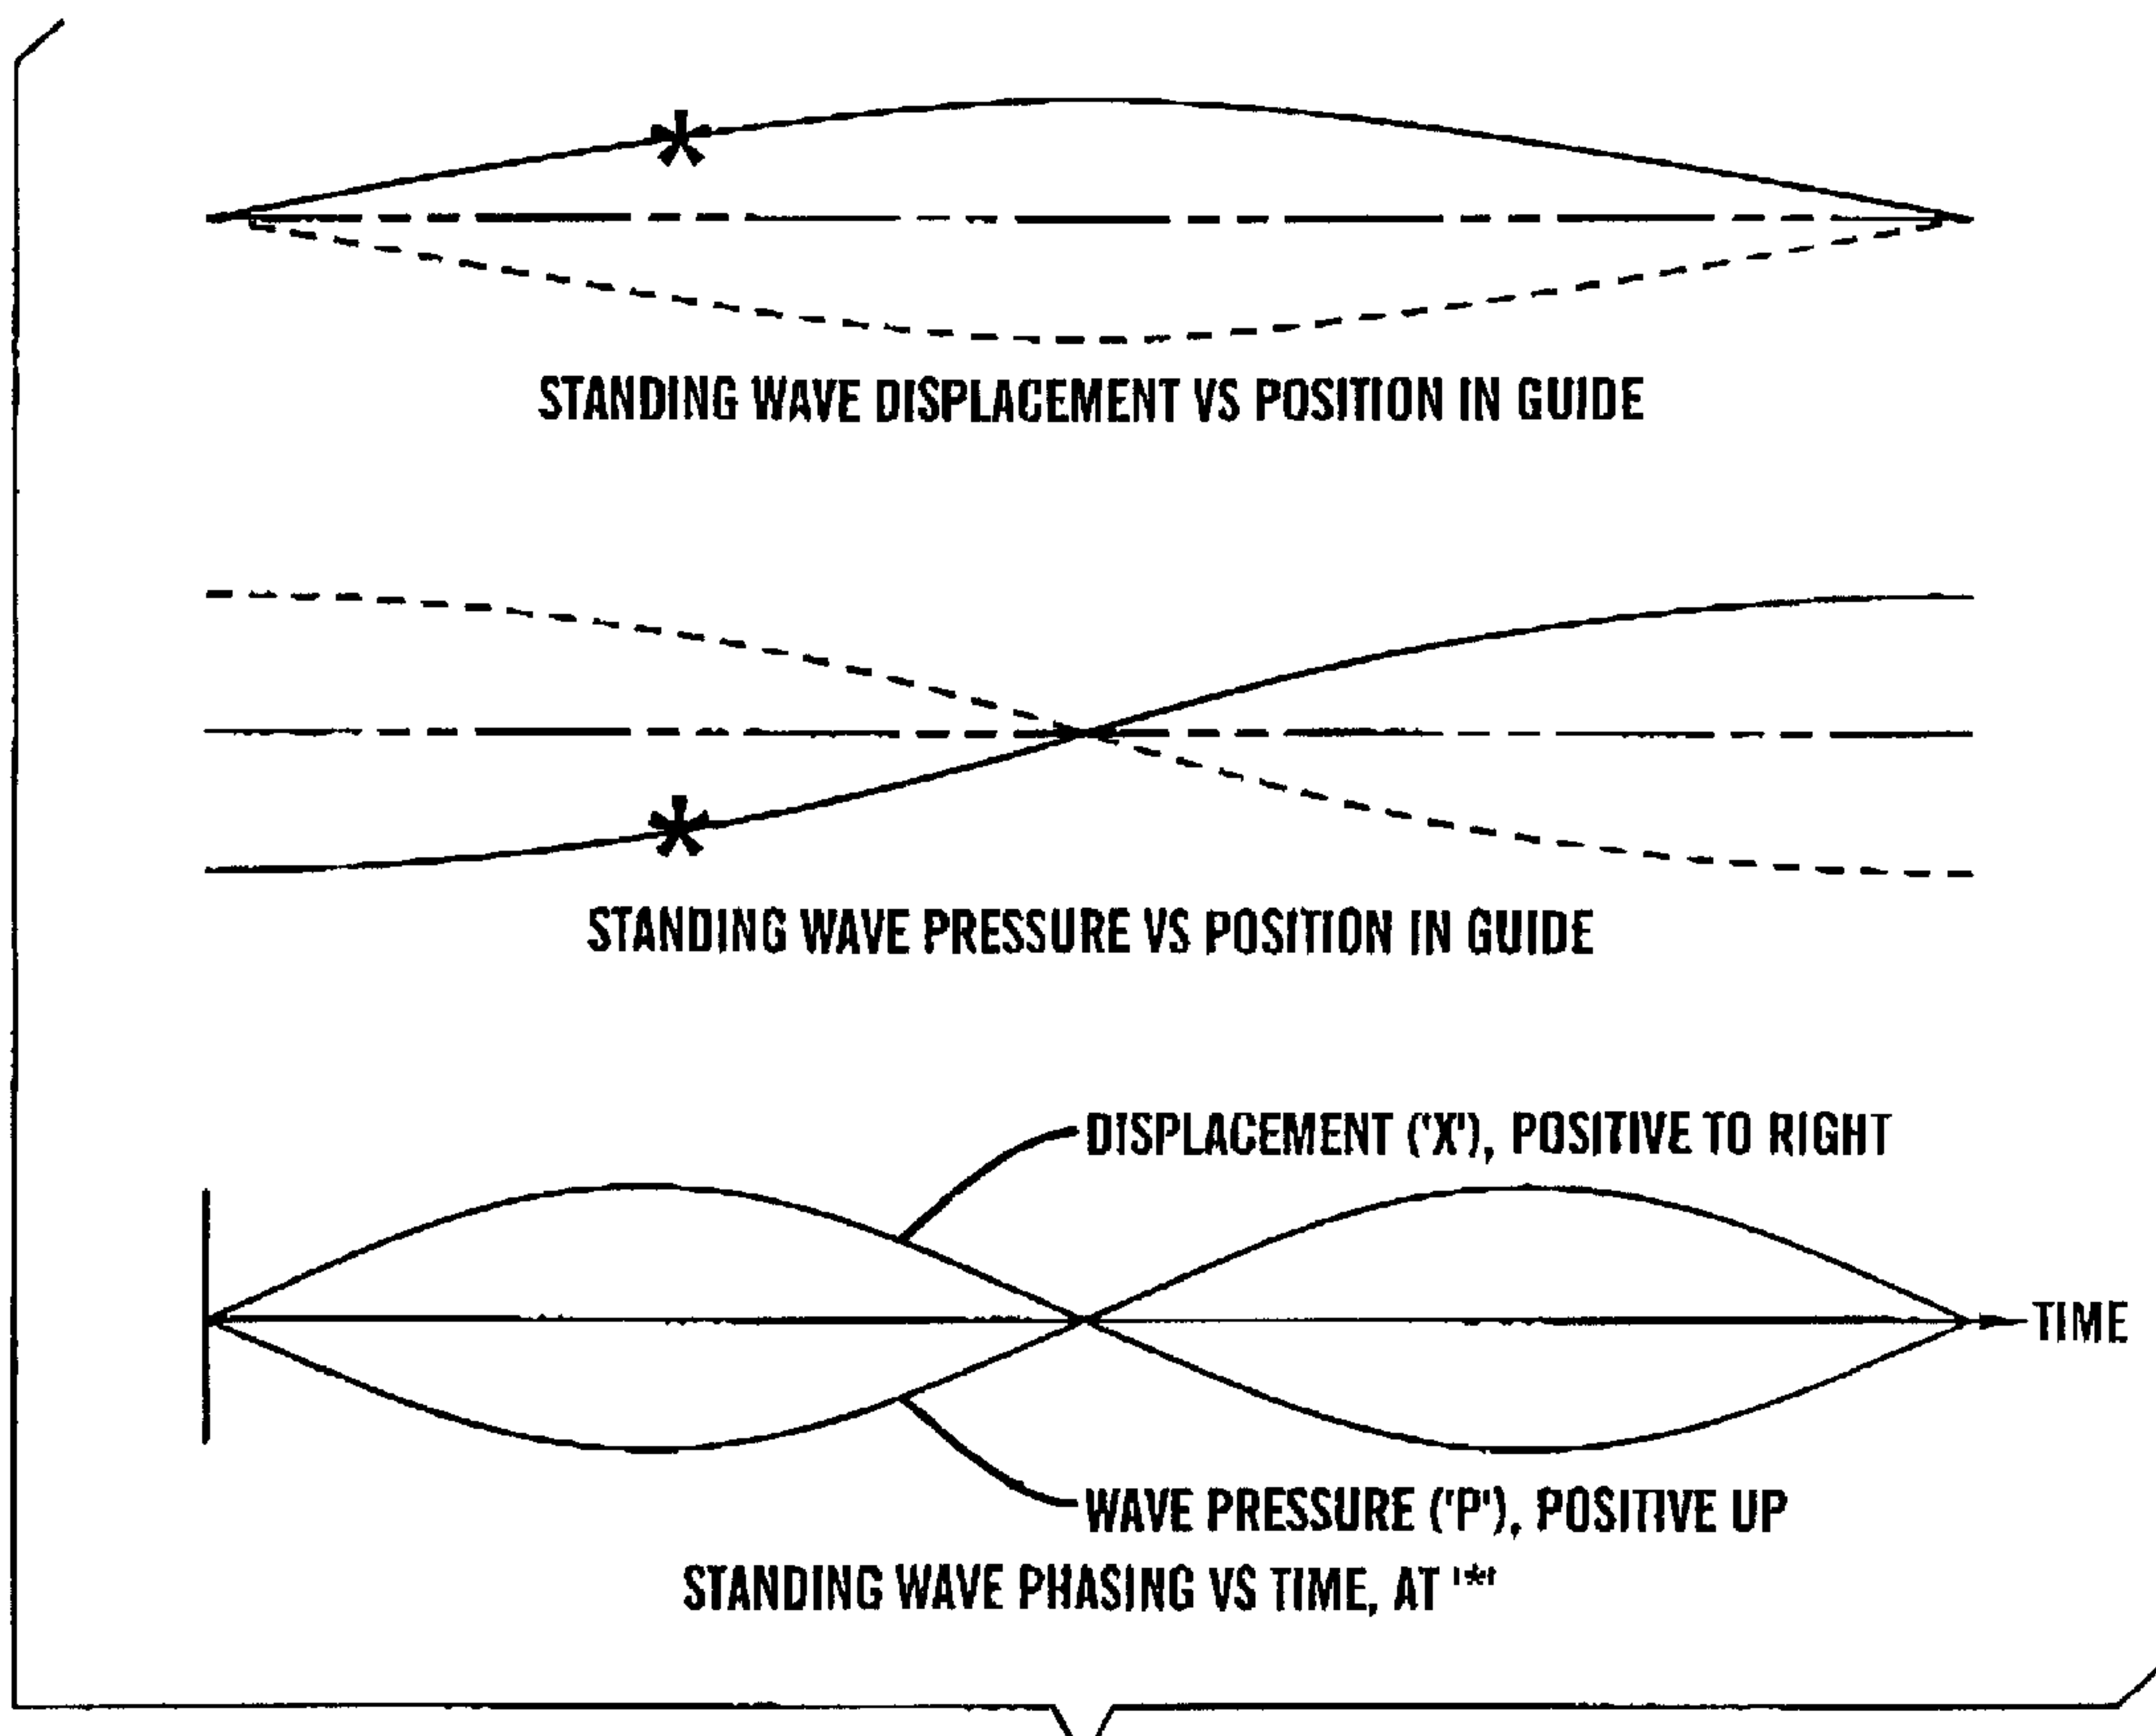 *
STANDING WAVE DISPLACEMENT VS POSITION IN GUIDE
*
STANDING WAVE PRESSURE VS POSITION IN GUIDE
DISPLACEMENT ('X'), POSITIVE TO RIGHT
TIME
WAVE PRESSURE ('P'), POSITIVE UP
STANDING WAVE PHASING VS TIME, AT '*'